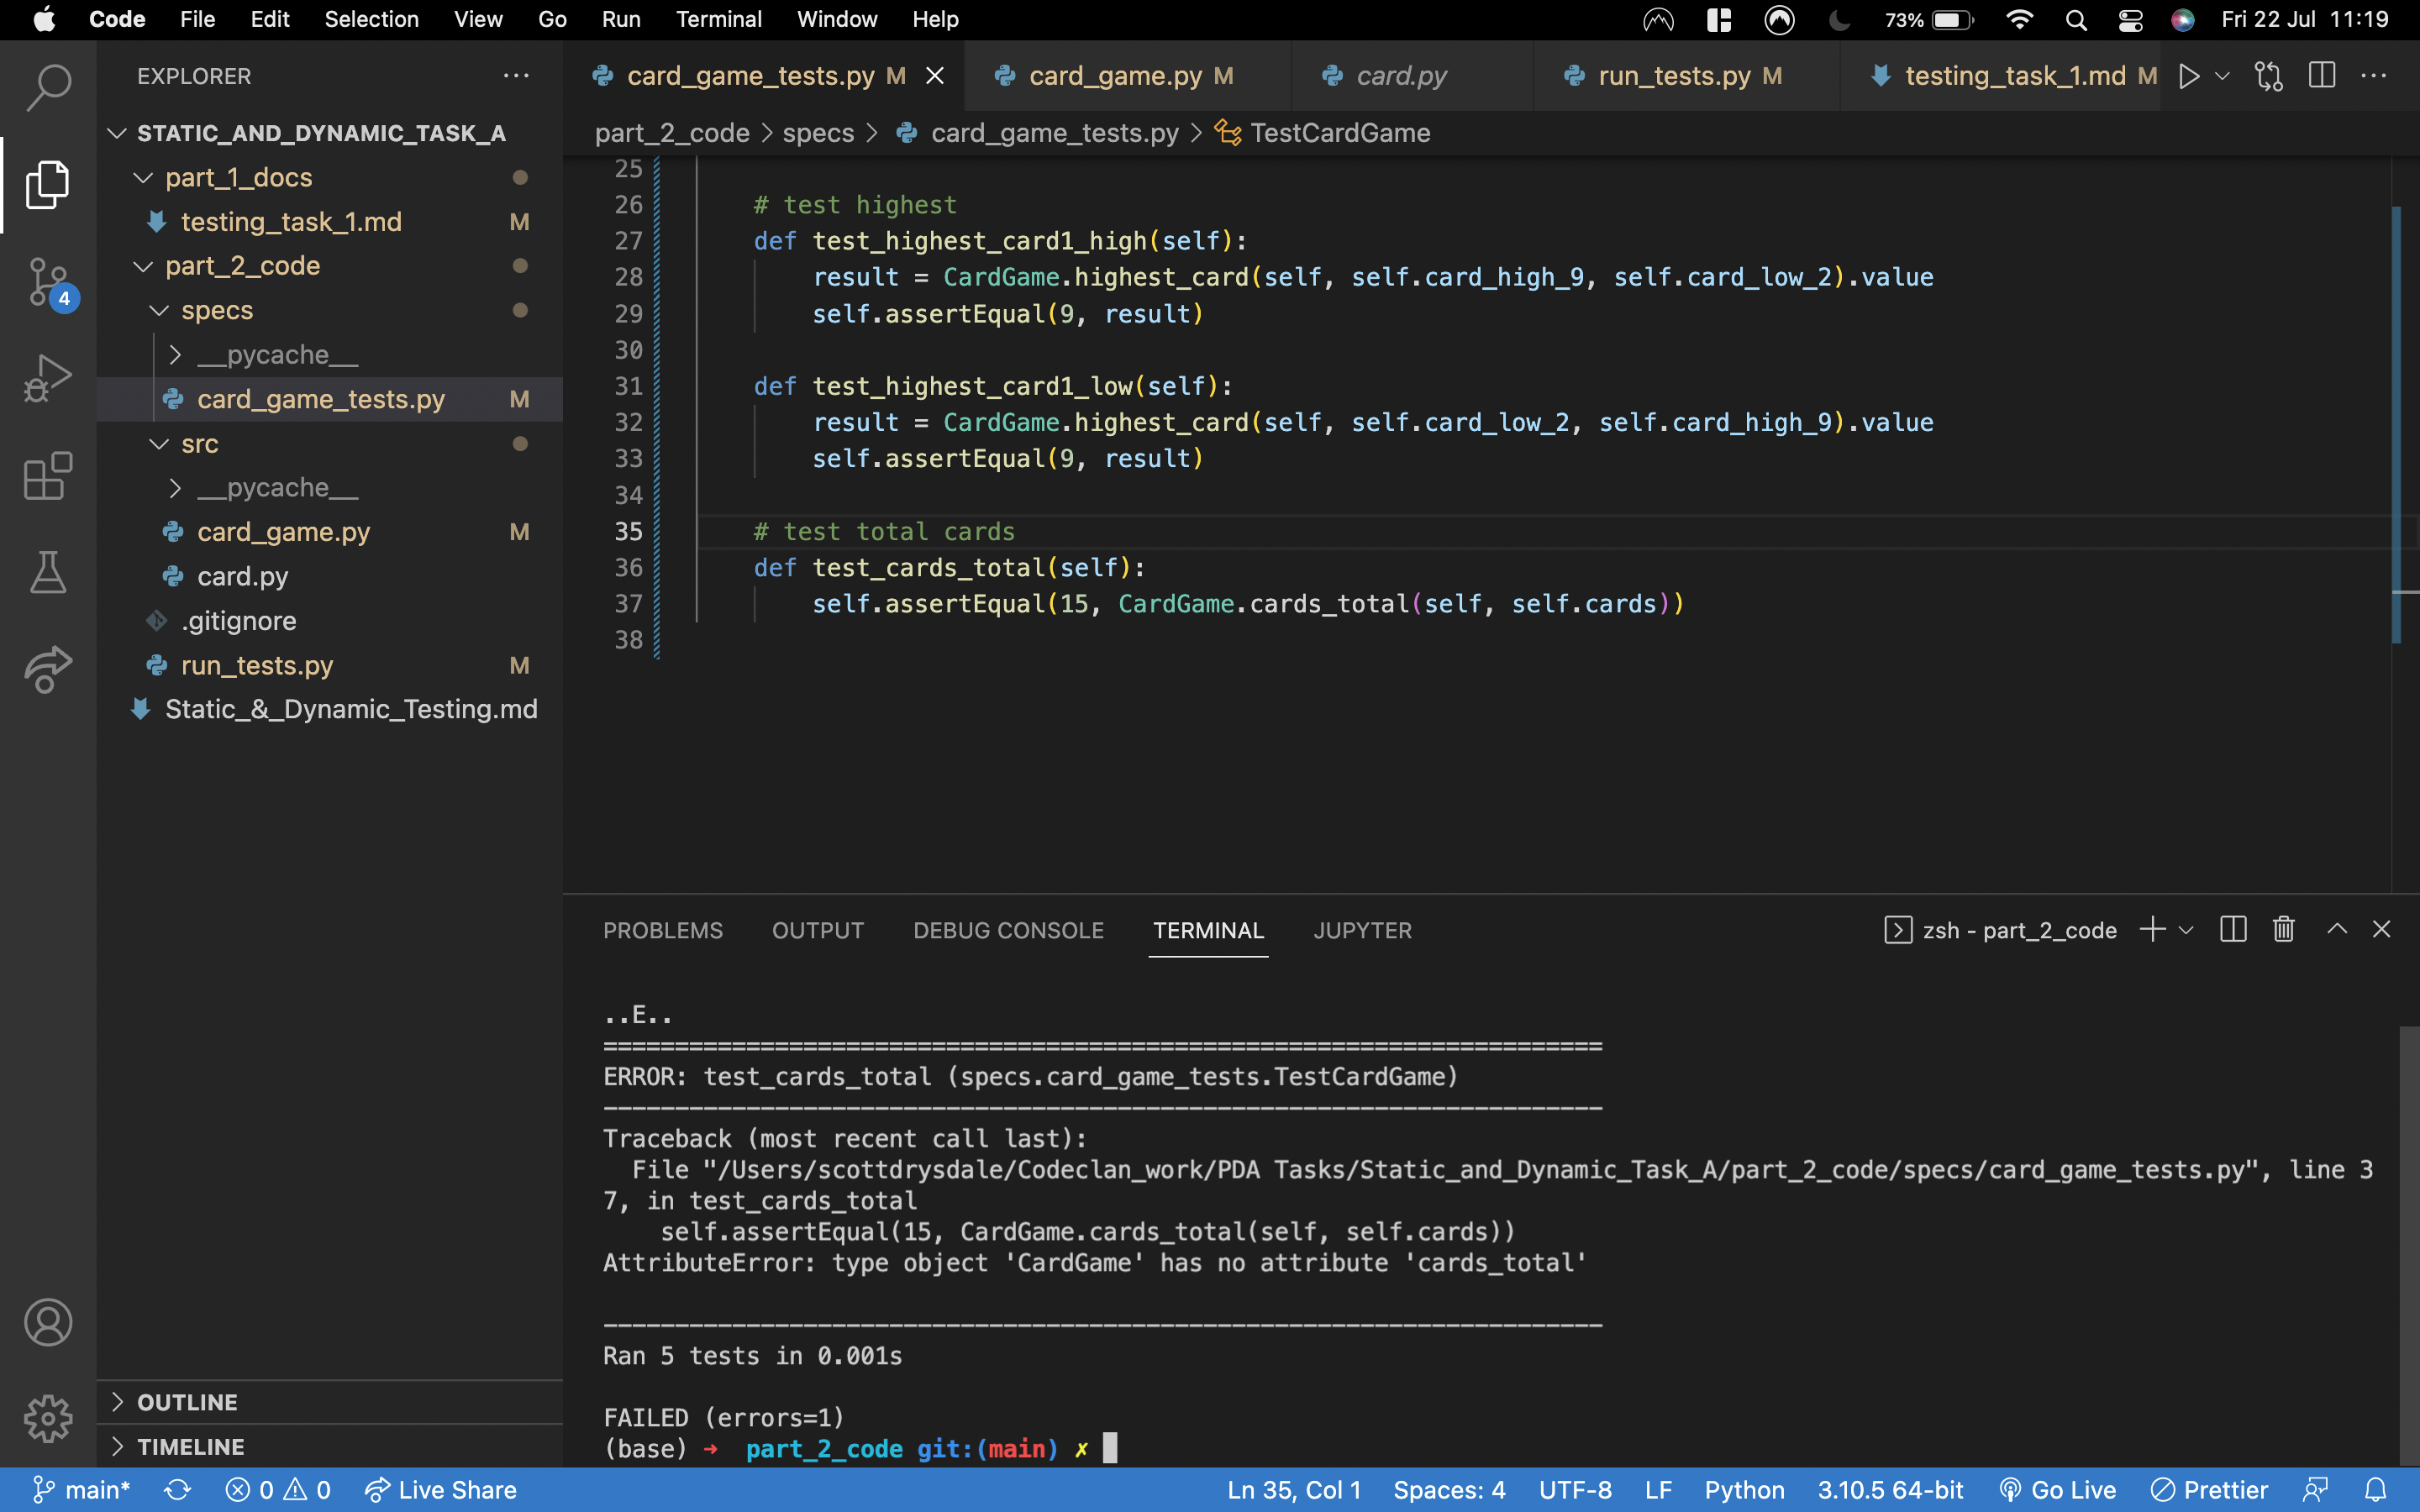 Code File Edit Selection View Go Run Terminal Window Help 73% Fri 22 Jul 11:19
EXPLORER ...
STATIC_AND_DYNAMIC_TASK_A
part_1_docs
testing_task_1.md M
part_2_code
specs
__pycache__
card_game_tests.py M
src
__pycache__
card_game.py M
card.py
.gitignore
run_tests.py M
Static_&_Dynamic_Testing.md
OUTLINE
TIMELINE
4
card_game_tests.py M card_game.py M card.py run_tests.py M testing_task_1.md M
part_2_code > specs > card_game_tests.py > TestCardGame
25
26 # test highest
27 def test_highest_card1_high(self):
28 result = CardGame.highest_card(self, self.card_high_9, self.card_low_2).value
29 self.assertEqual(9, result)
30
31 def test_highest_card1_low(self):
32 result = CardGame.highest_card(self, self.card_low_2, self.card_high_9).value
33 self.assertEqual(9, result)
34
35 # test total cards
36 def test_cards_total(self):
37 self.assertEqual(15, CardGame.cards_total(self, self.cards))
38
PROBLEMS OUTPUT DEBUG CONSOLE TERMINAL JUPYTER zsh - part_2_code
..E..
======================================================================
ERROR: test_cards_total (specs.card_game_tests.TestCardGame)
----------------------------------------------------------------------
Traceback (most recent call last):
File "/Users/scottdrysdale/Codeclan_work/PDA Tasks/Static_and_Dynamic_Task_A/part_2_code/specs/card_game_tests.py", line 3
7, in test_cards_total
self.assertEqual(15, CardGame.cards_total(self, self.cards))
AttributeError: type object 'CardGame' has no attribute 'cards_total'
----------------------------------------------------------------------
Ran 5 tests in 0.001s
FAILED (errors=1)
(base) ➜ part_2_code git:(main) ✗
main* 0 0 Live Share Ln 35, Col 1 Spaces: 4 UTF-8 LF Python 3.10.5 64-bit Go Live Prettier